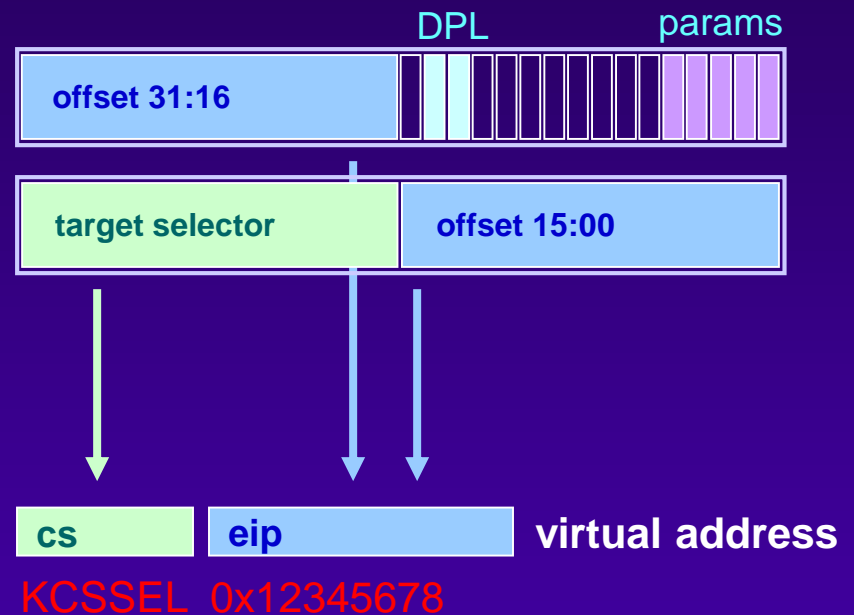 DPL params
offset 31:16
target selector offset 15:00
cs eip virtual address
KCSSEL 0x12345678